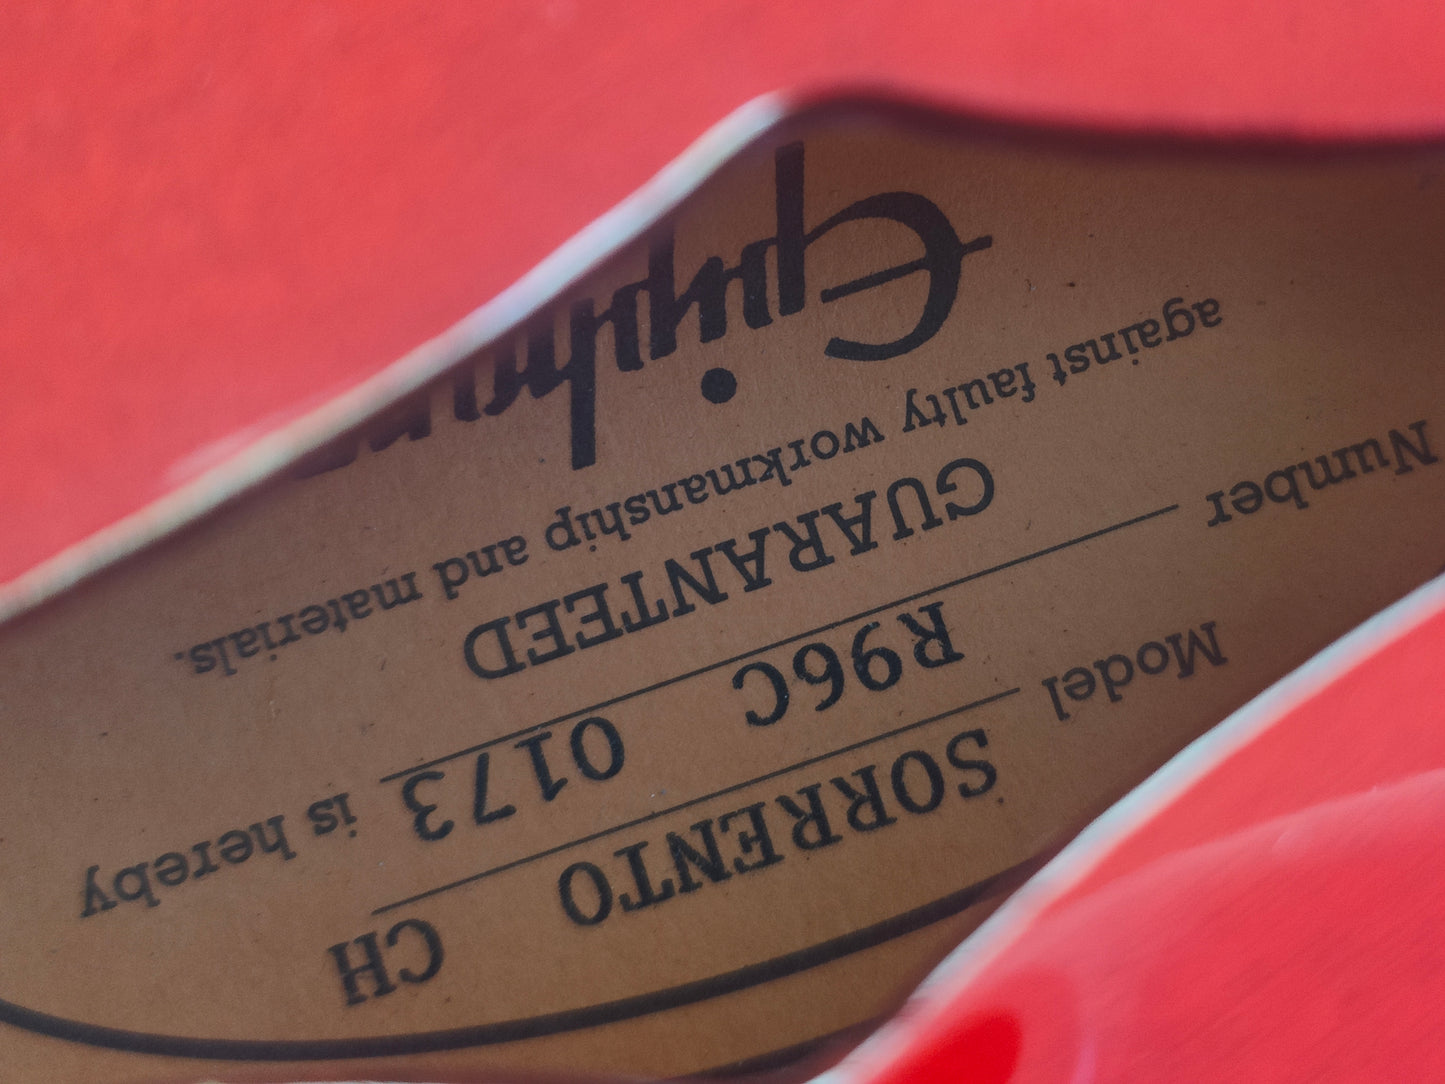 Model SORRENTO CH
Number R96C 0173 is hereby
GUARANTEED
against faulty workmanship and materials.
Epiphone